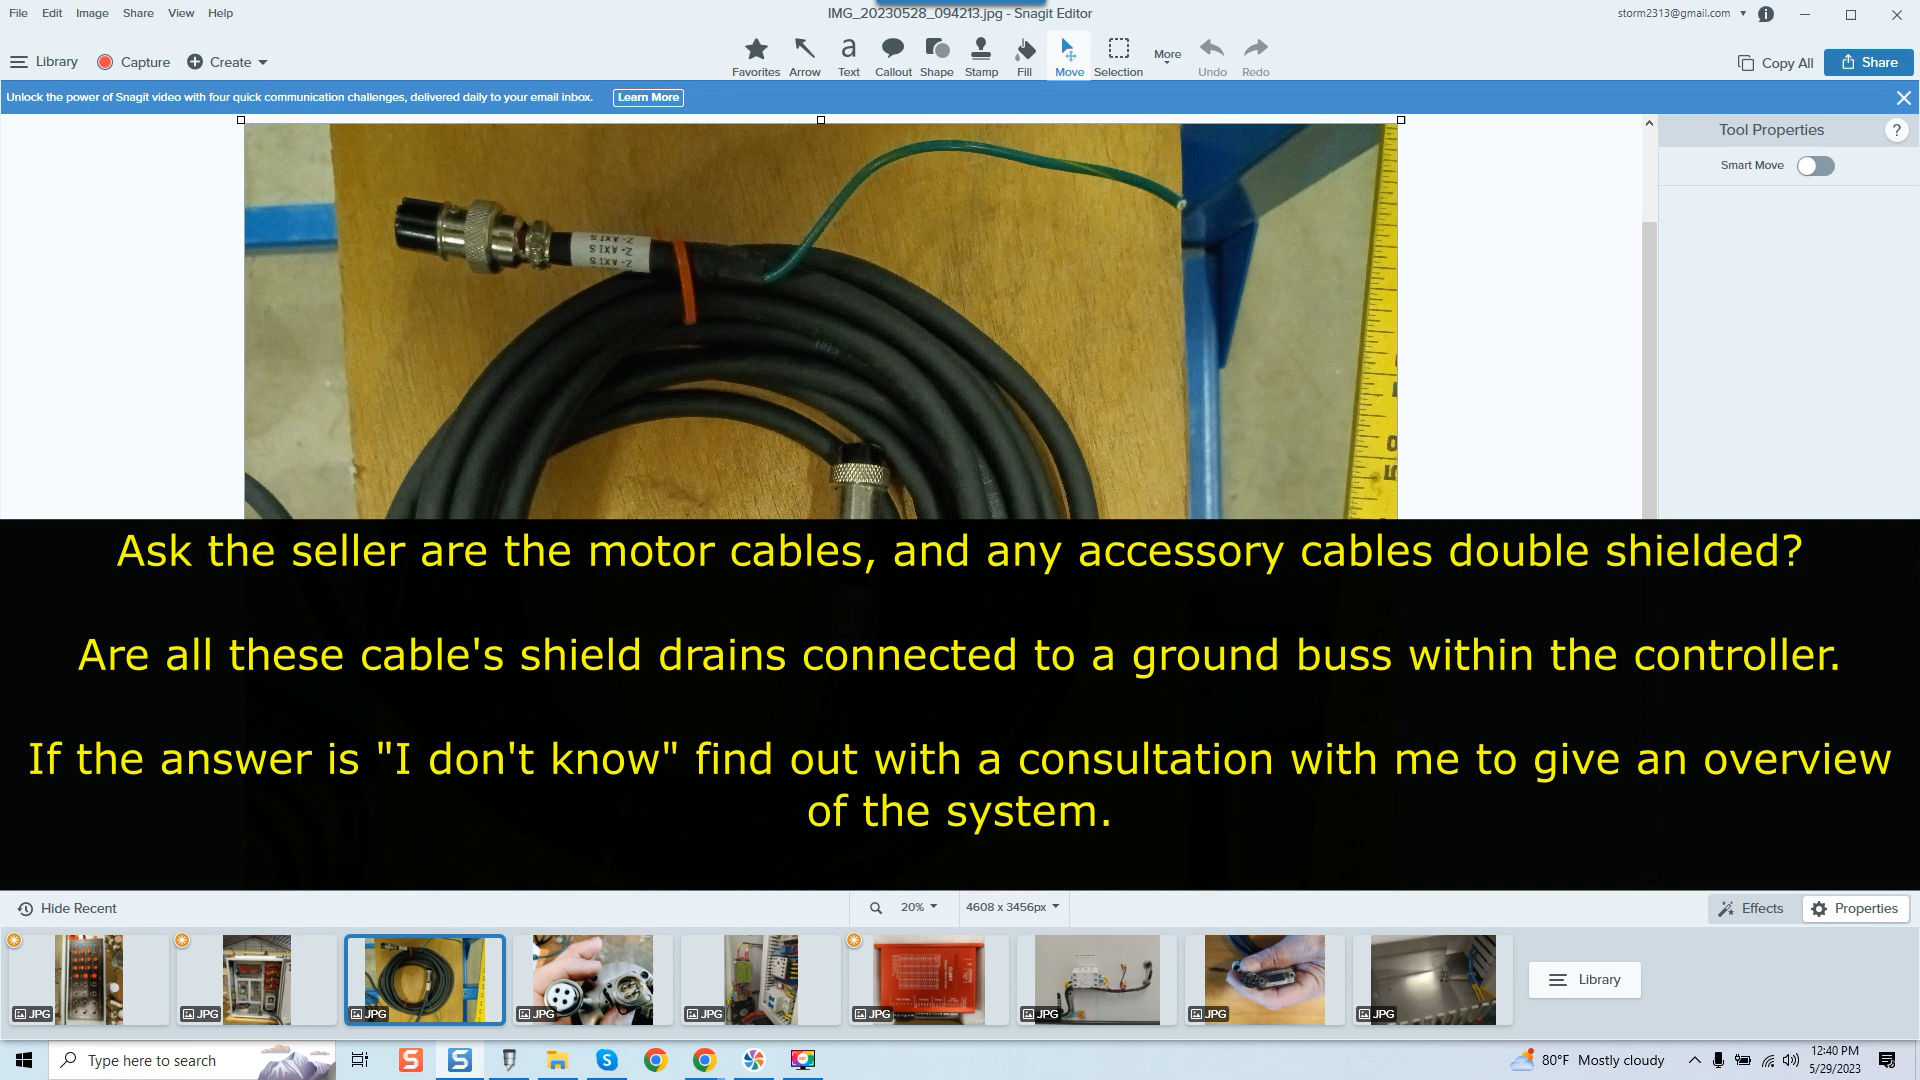 File Edit Image Share View Help
IMG_20230528_094213.jpg - Snagit Editor
storm2313@gmail.com
Library Capture Create
Favorites Arrow Text Callout Shape Stamp Fill Move Selection More Undo Redo
Copy All Share
Unlock the power of Snagit video with four quick communication challenges, delivered daily to your email inbox. Learn More
Tool Properties ?
Smart Move
Z- AXIS
Z- AXIS
Z- AXIS
Ask the seller are the motor cables, and any accessory cables double shielded?
Are all these cable's shield drains connected to a ground buss within the controller.
If the answer is "I don't know" find out with a consultation with me to give an overview
of the system.
Hide Recent
20% 4608 x 3456px
Effects Properties
JPG JPG JPG JPG JPG JPG JPG JPG JPG
Library
Type here to search
80°F Mostly cloudy
12:40 PM
5/29/2023